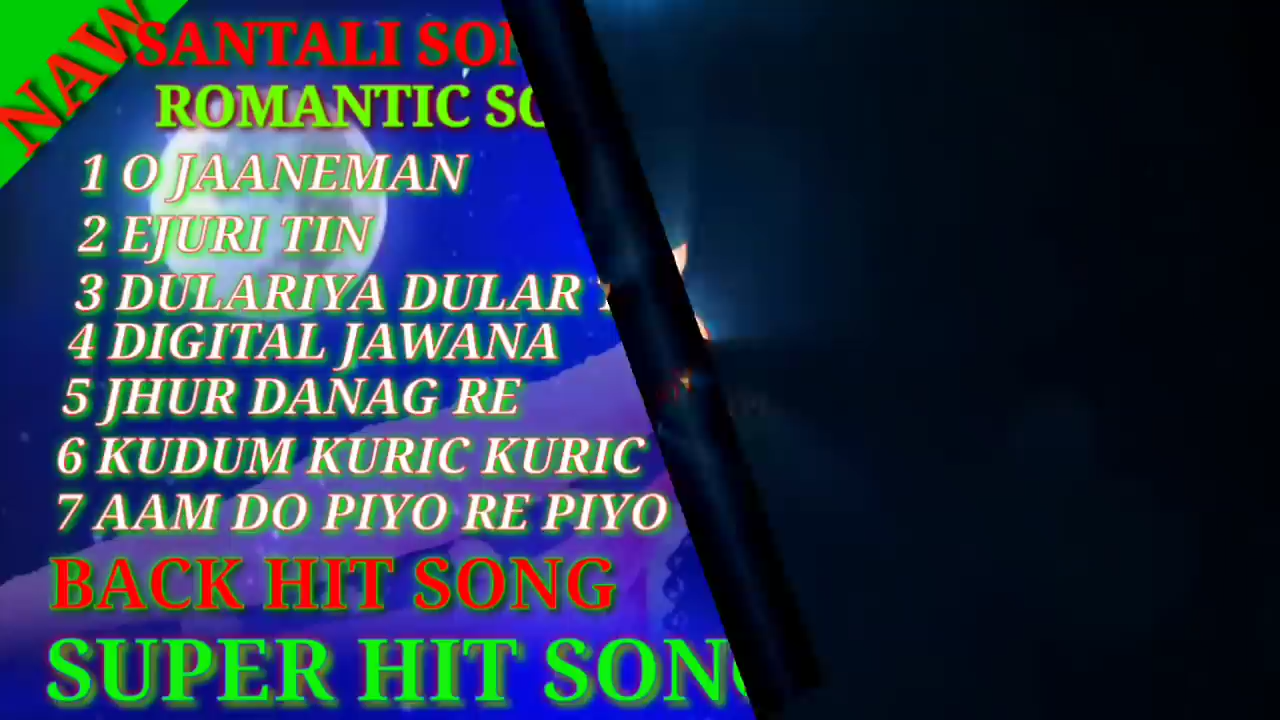 NAW
SANTALI SON
ROMANTIC SO
1 O JAANEMAN
2 EJURI TIN
3 DULARIYA DULAR
4 DIGITAL JAWANA
5 JHUR DANAG RE
6 KUDUM KURIC KURIC
7 AAM DO PIYO RE PIYO
BACK HIT SONG
SUPER HIT SONG